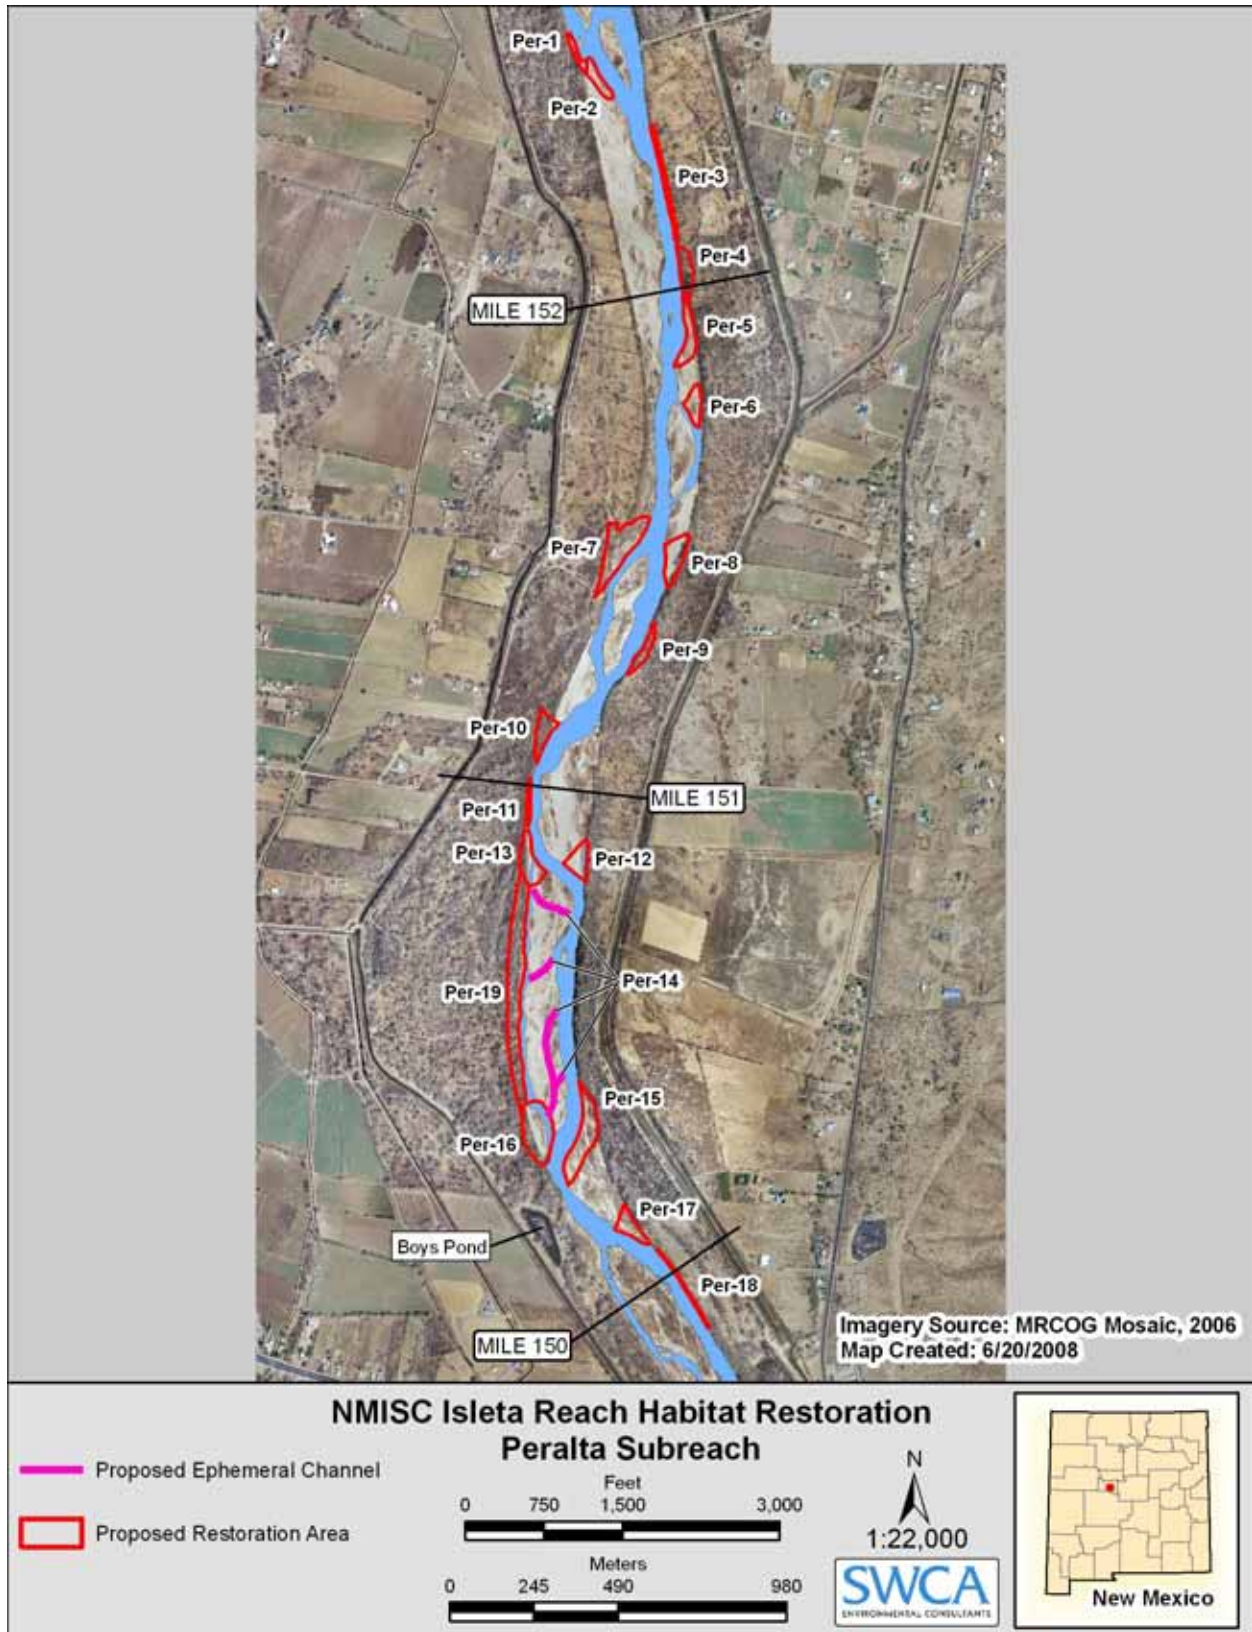 Per-1
Per-2
Per-3
Per-4
MILE 152
Per-5
Per-6
Per-7
Per-8
Per-9
Per-10
MILE 151
Per-11
Per-13
Per-12
Per-19
Per-14
Per-15
Per-16
Per-17
Boys Pond
Per-18
MILE 150
Imagery Source: MRCOG Mosaic, 2006
Map Created: 6/20/2008
NMISC Isleta Reach Habitat Restoration
Peralta Subreach
Proposed Ephemeral Channel
Proposed Restoration Area
Feet
0 750 1,500 3,000
Meters
0 245 490 980
N
1:22,000
SWCA
ENVIRONMENTAL CONSULTANTS
New Mexico